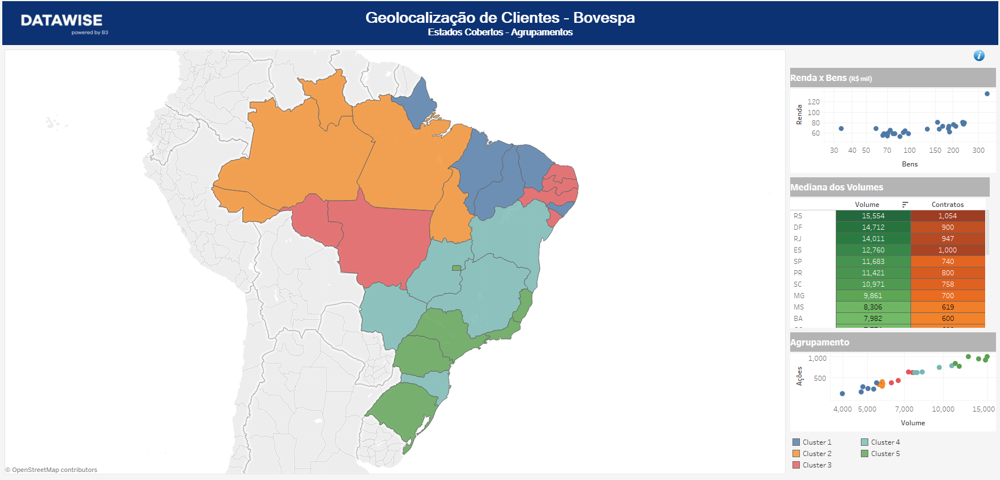 DATAWISE
powered by B3
Geolocalização de Clientes - Bovespa
Estados Cobertos - Agrupamentos
i
Renda x Bens (R$ mil)
Renda
120
100
80
60
30 40 50 70 100 150 200 300
Bens
Mediana dos Volumes
Volume Contratos
RS 15,554 1,054
DF 14,712 900
RJ 14,011 947
ES 12,760 1,000
SP 11,683 740
PR 11,421 800
SC 10,971 758
MG 9,861 700
MS 8,306 619
BA 7,982 600
Agrupamento
Ações
1,000
500
4,000 5,000 7,000 10,000 15,000
Volume
Cluster 1 Cluster 4
Cluster 2 Cluster 5
Cluster 3
© OpenStreetMap contributors